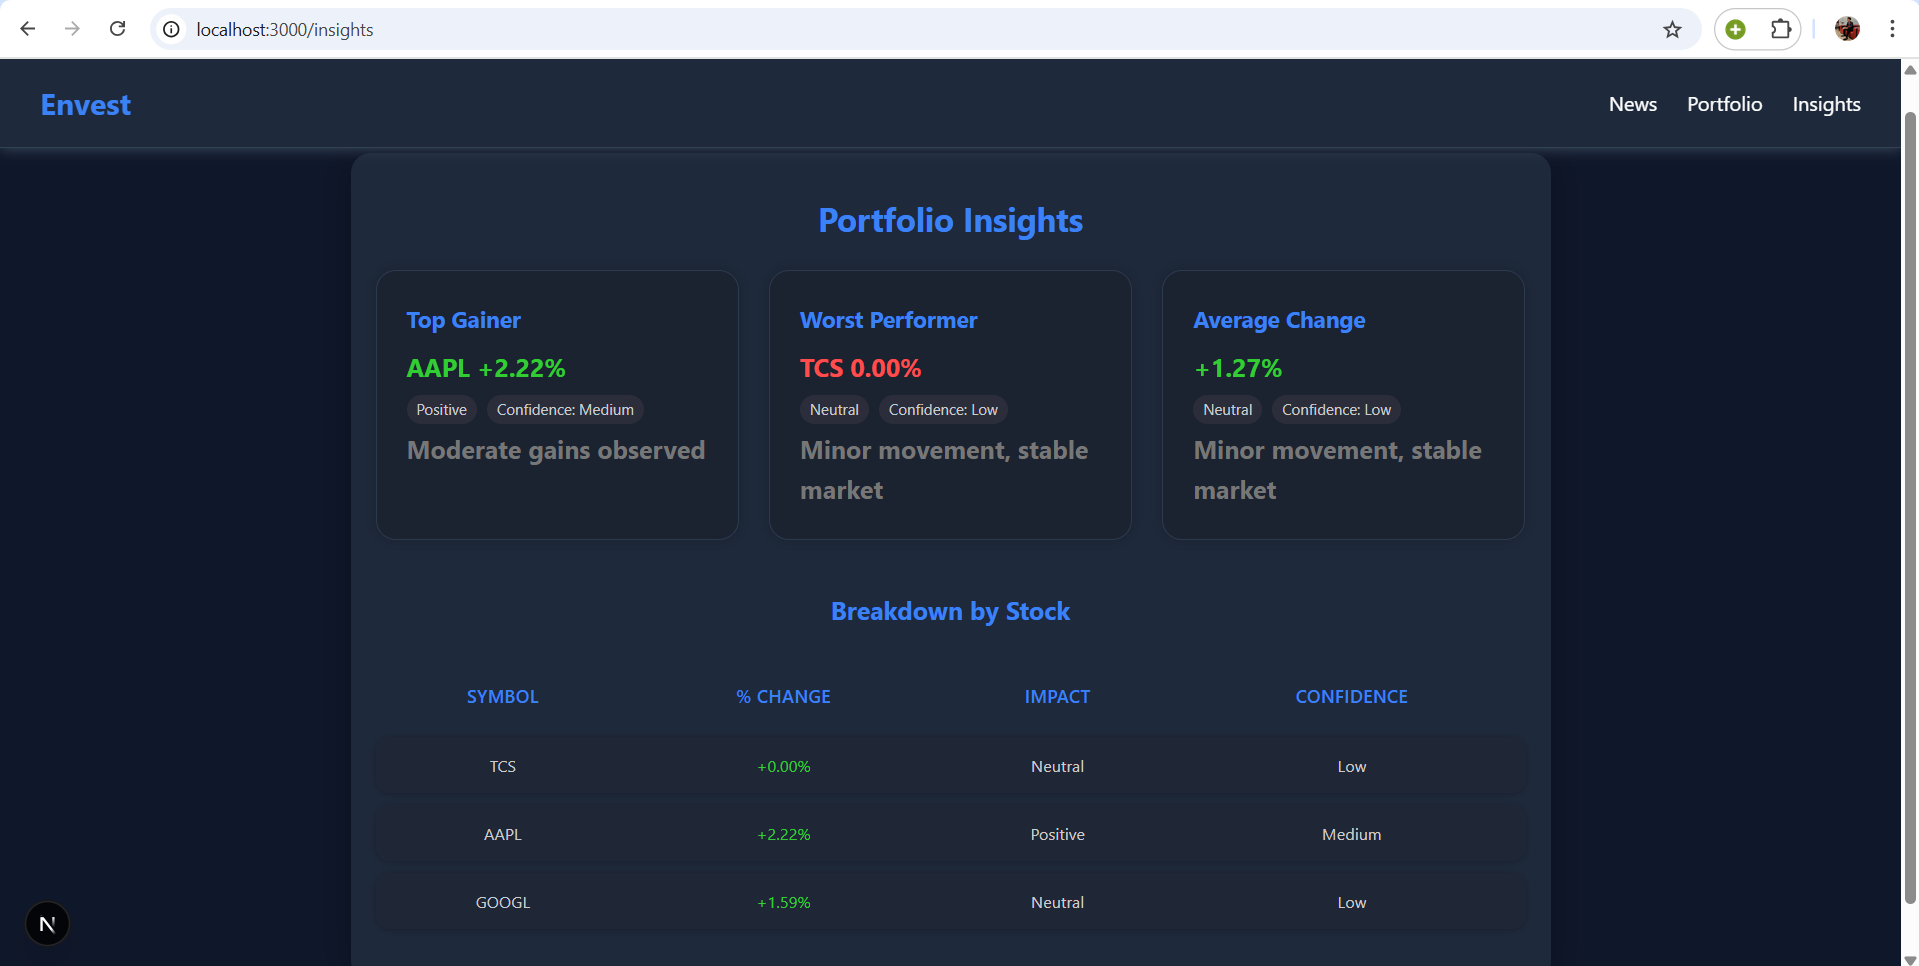 localhost:3000/insights
Envest
News Portfolio Insights
Portfolio Insights
Top Gainer
AAPL +2.22%
Positive Confidence: Medium
Moderate gains observed
Worst Performer
TCS 0.00%
Neutral Confidence: Low
Minor movement, stable
market
Average Change
+1.27%
Neutral Confidence: Low
Minor movement, stable
market
Breakdown by Stock
SYMBOL % CHANGE IMPACT CONFIDENCE
TCS +0.00% Neutral Low
AAPL +2.22% Positive Medium
GOOGL +1.59% Neutral Low
N